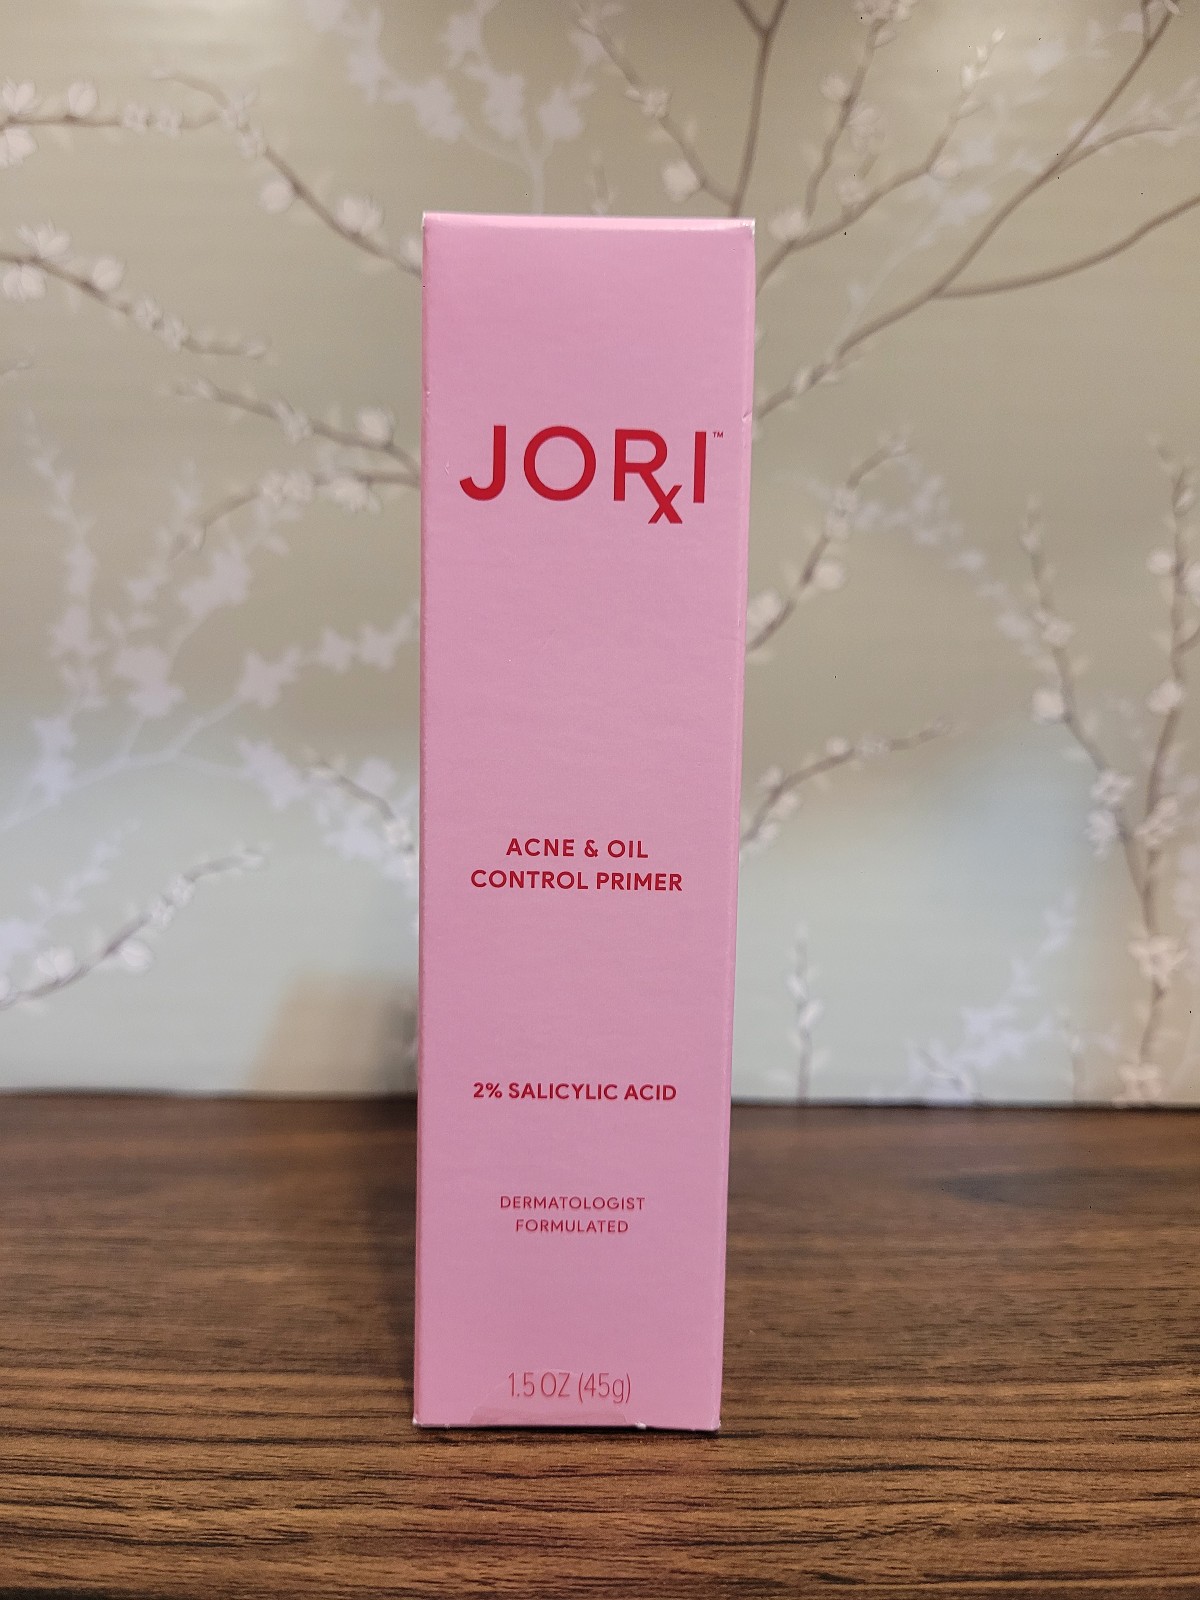 JORxI™
ACNE & OIL
CONTROL PRIMER
2% SALICYLIC ACID
DERMATOLOGIST
FORMULATED
1.5 OZ (45g)